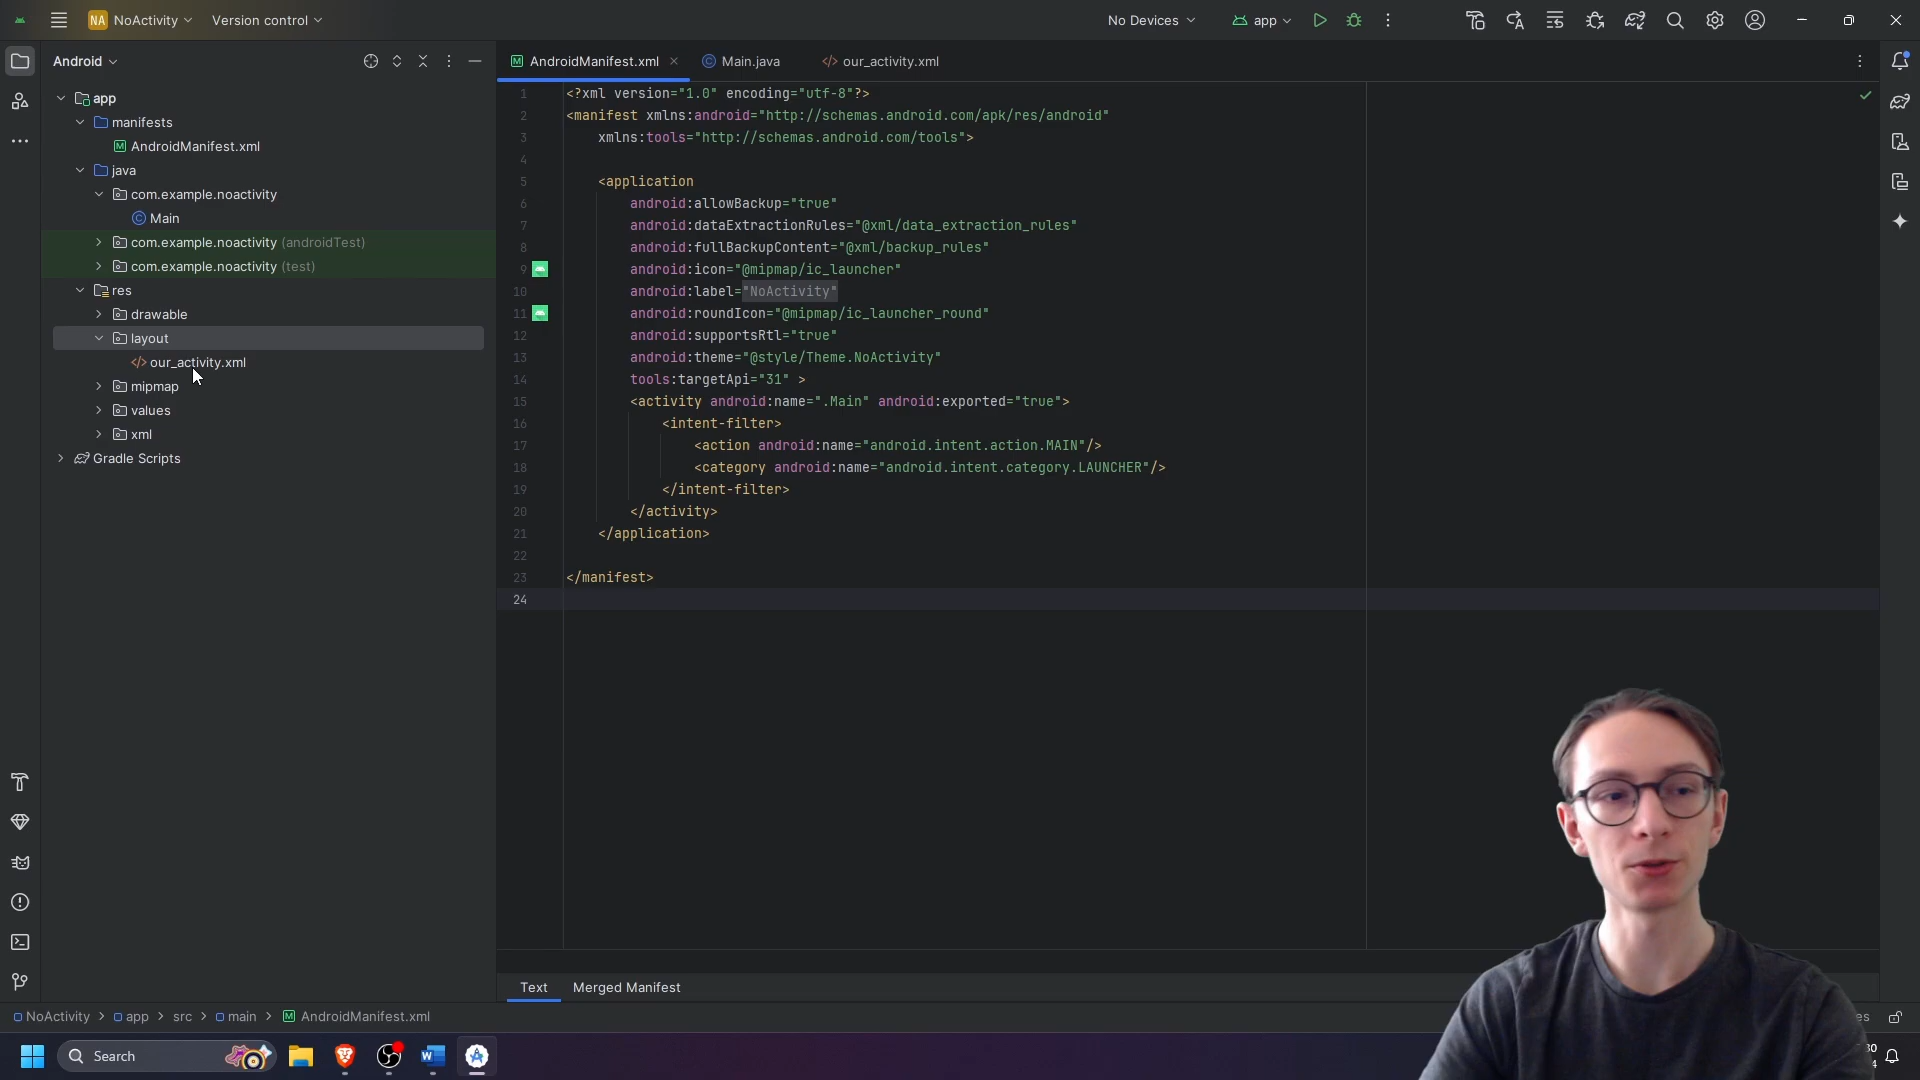 NA NoActivity Version control No Devices app
Android
AndroidManifest.xml Main.java our_activity.xml
app
manifests
AndroidManifest.xml
java
com.example.noactivity
Main
com.example.noactivity (androidTest)
com.example.noactivity (test)
res
drawable
layout
our_activity.xml
mipmap
values
xml
Gradle Scripts
1 <?xml version="1.0" encoding="utf-8"?>
2 <manifest xmlns:android="http://schemas.android.com/apk/res/android"
3 xmlns:tools="http://schemas.android.com/tools">
4
5 <application
6 android:allowBackup="true"
7 android:dataExtractionRules="@xml/data_extraction_rules"
8 android:fullBackupContent="@xml/backup_rules"
9 android:icon="@mipmap/ic_launcher"
10 android:label="NoActivity"
11 android:roundIcon="@mipmap/ic_launcher_round"
12 android:supportsRtl="true"
13 android:theme="@style/Theme.NoActivity"
14 tools:targetApi="31" >
15 <activity android:name=".Main" android:exported="true">
16 <intent-filter>
17 <action android:name="android.intent.action.MAIN"/>
18 <category android:name="android.intent.category.LAUNCHER"/>
19 </intent-filter>
20 </activity>
21 </application>
22
23 </manifest>
24
Text Merged Manifest
NoActivity > app > src > main > AndroidManifest.xml
Search